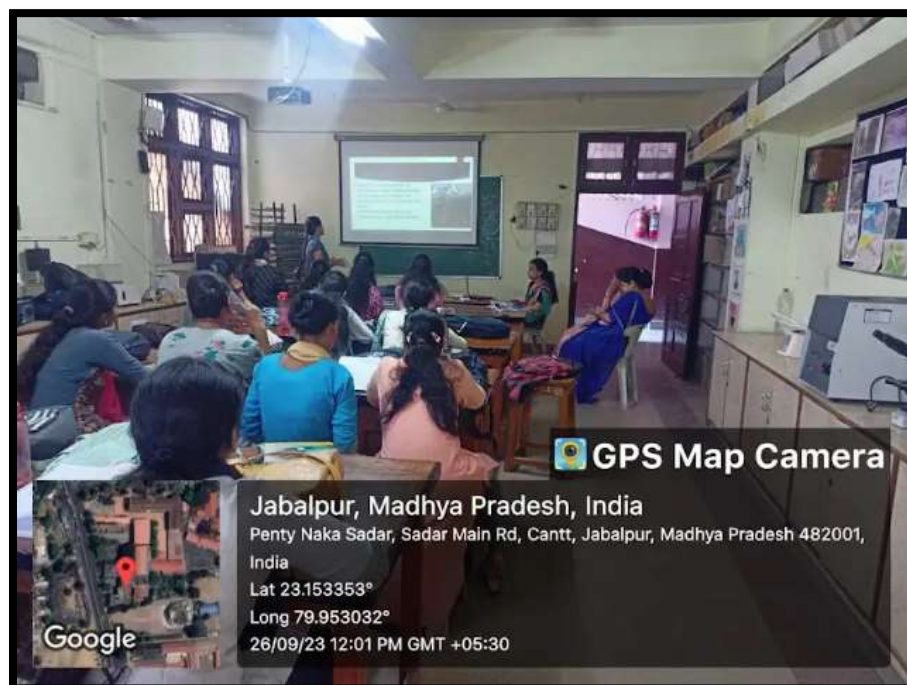 GPS Map Camera
Jabalpur, Madhya Pradesh, India
Penty Naka Sadar, Sadar Main Rd, Cantt, Jabalpur, Madhya Pradesh 482001,
India
Lat 23.153353°
Long 79.953032°
26/09/23 12:01 PM GMT +05:30
Google